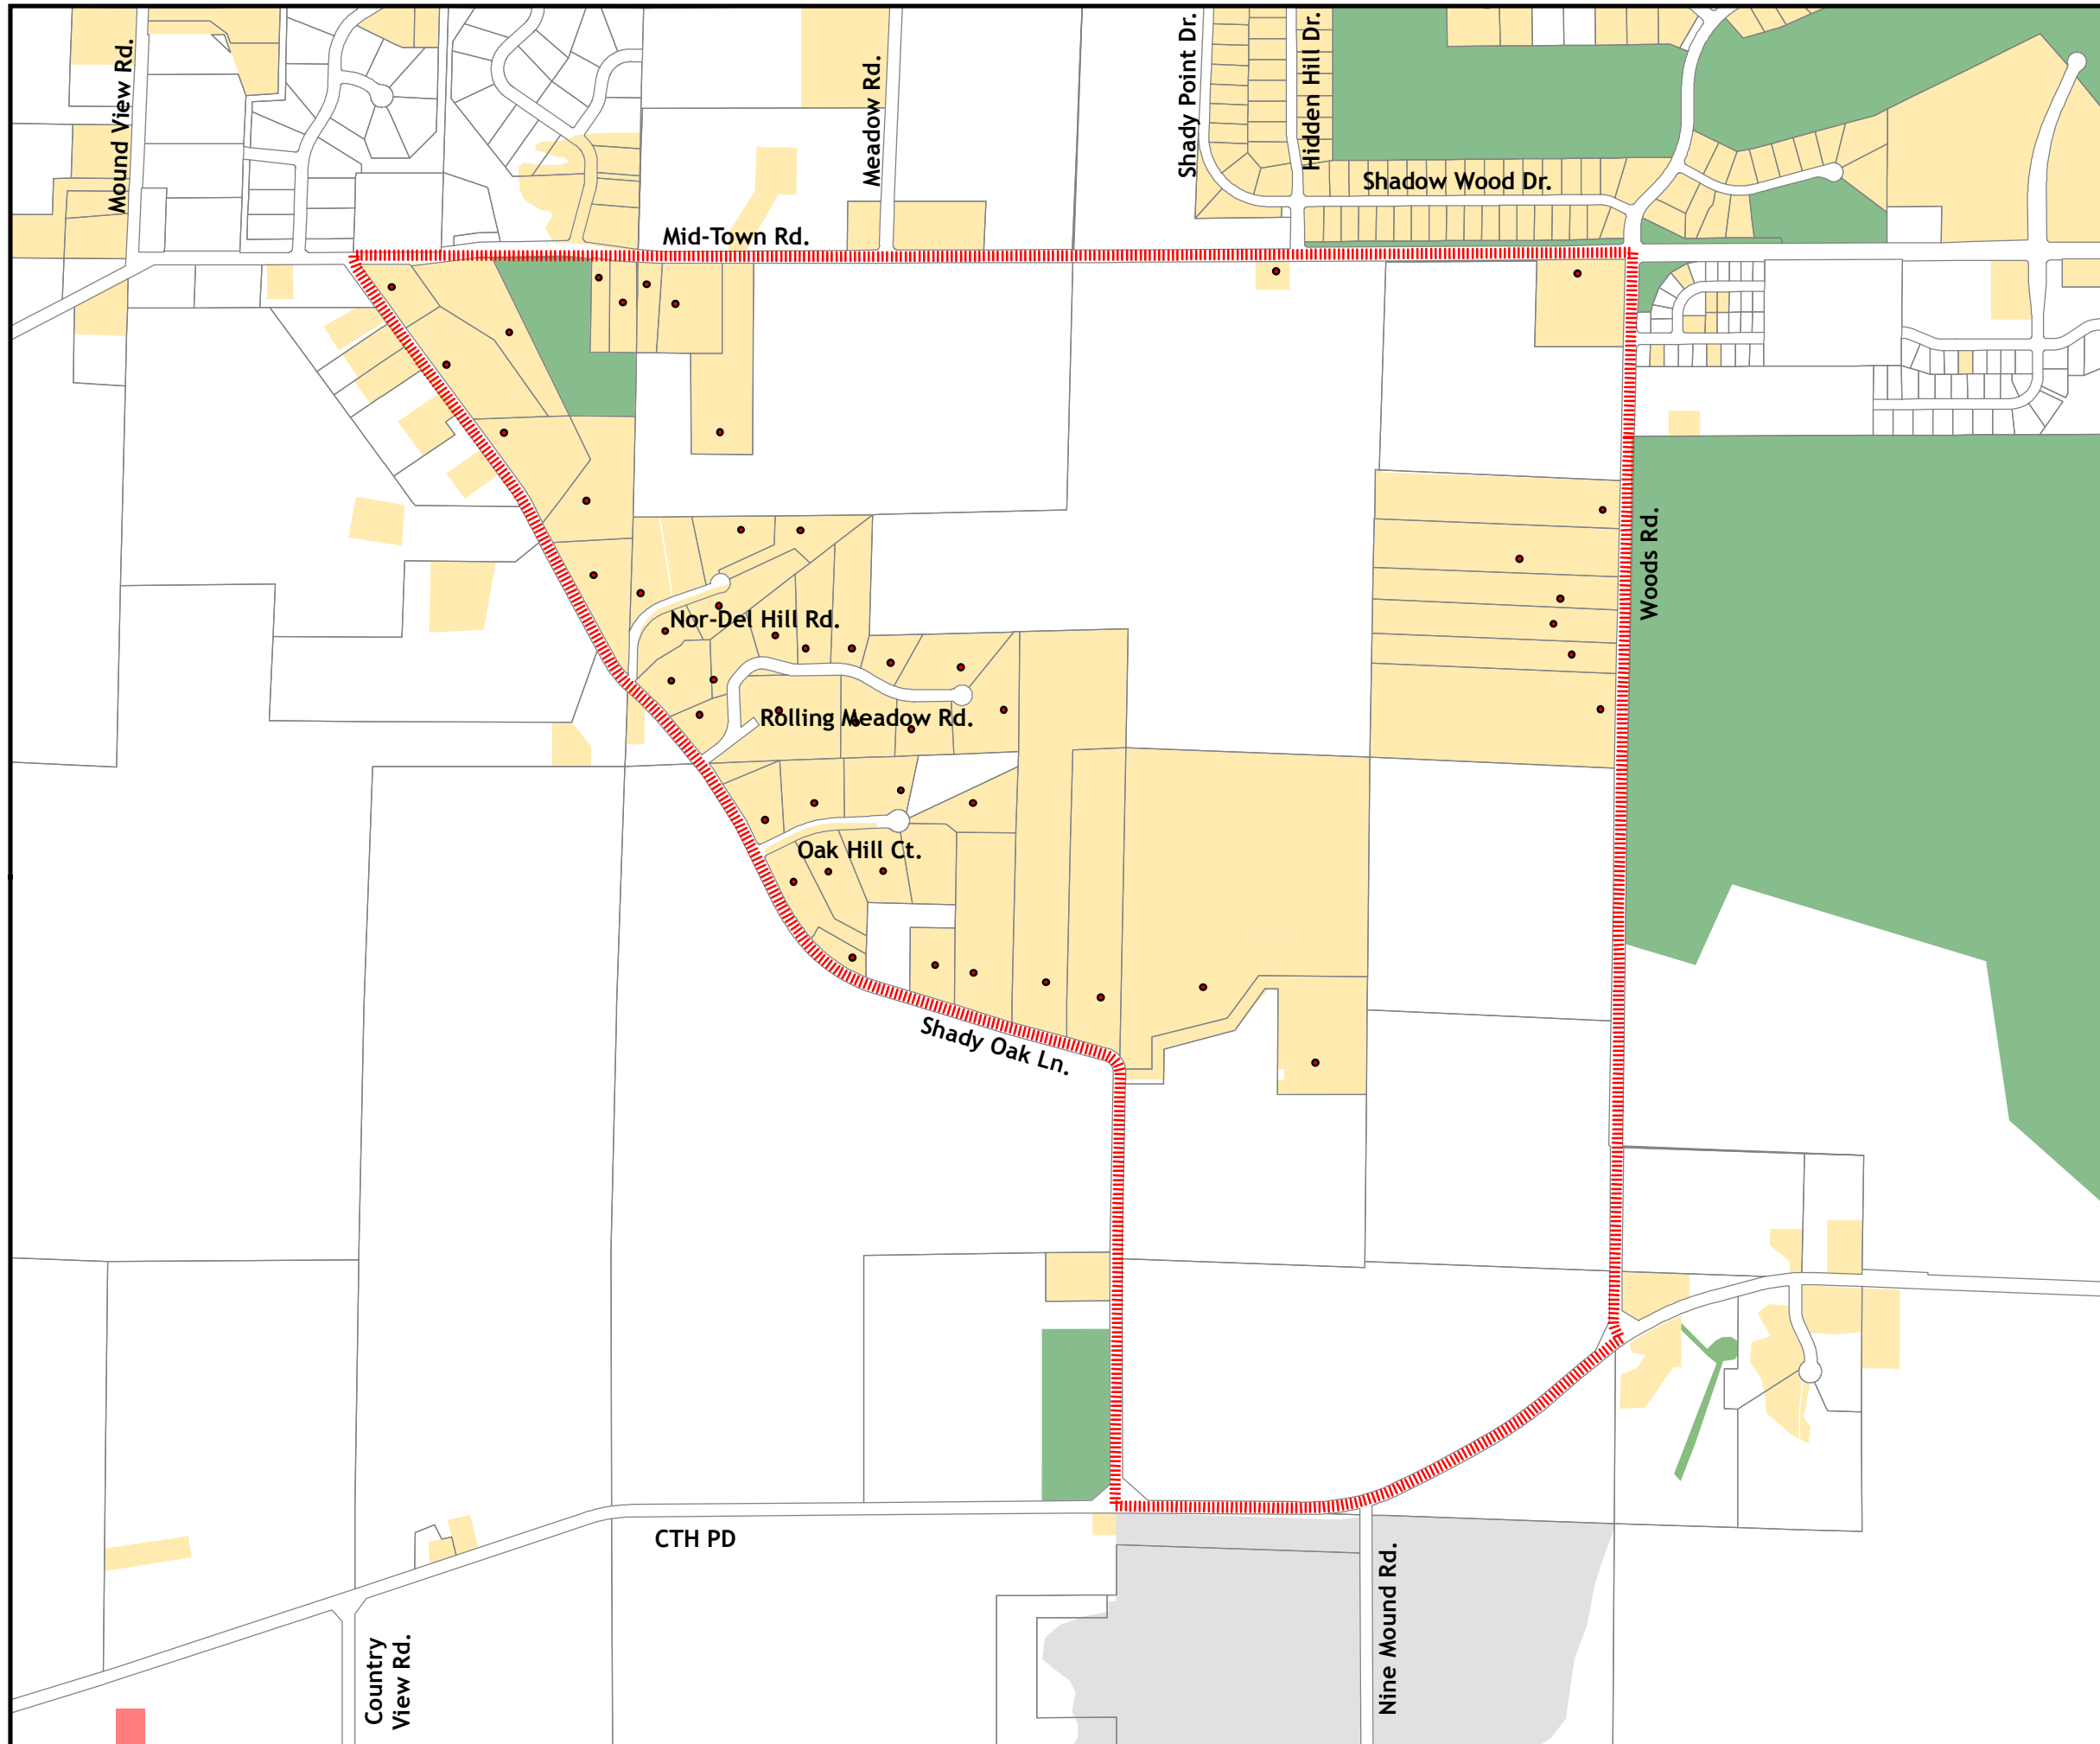 Mound View Rd.
Meadow Rd.
Shady Point Dr.
Hidden Hill Dr.
Shadow Wood Dr.
Mid-Town Rd.
Woods Rd.
Nor-Del Hill Rd.
Rolling Meadow Rd.
Oak Hill Ct.
Shady Oak Ln.
CTH PD
Nine Mound Rd.
Country
View Rd.